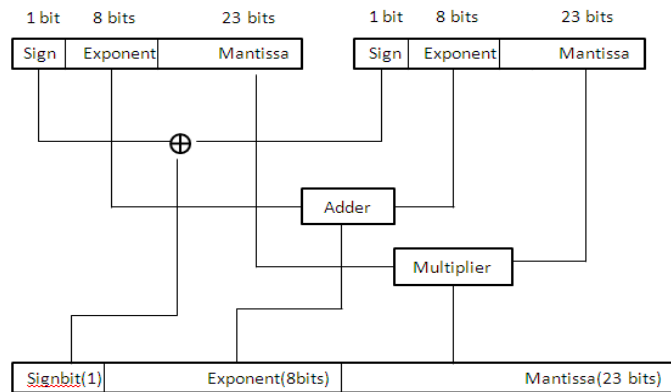 1 bit 8 bits 23 bits 1 bit 8 bits 23 bits
Sign Exponent Mantissa Sign Exponent Mantissa
Adder
Multiplier
Signbit(1) Exponent(8bits) Mantissa(23 bits)